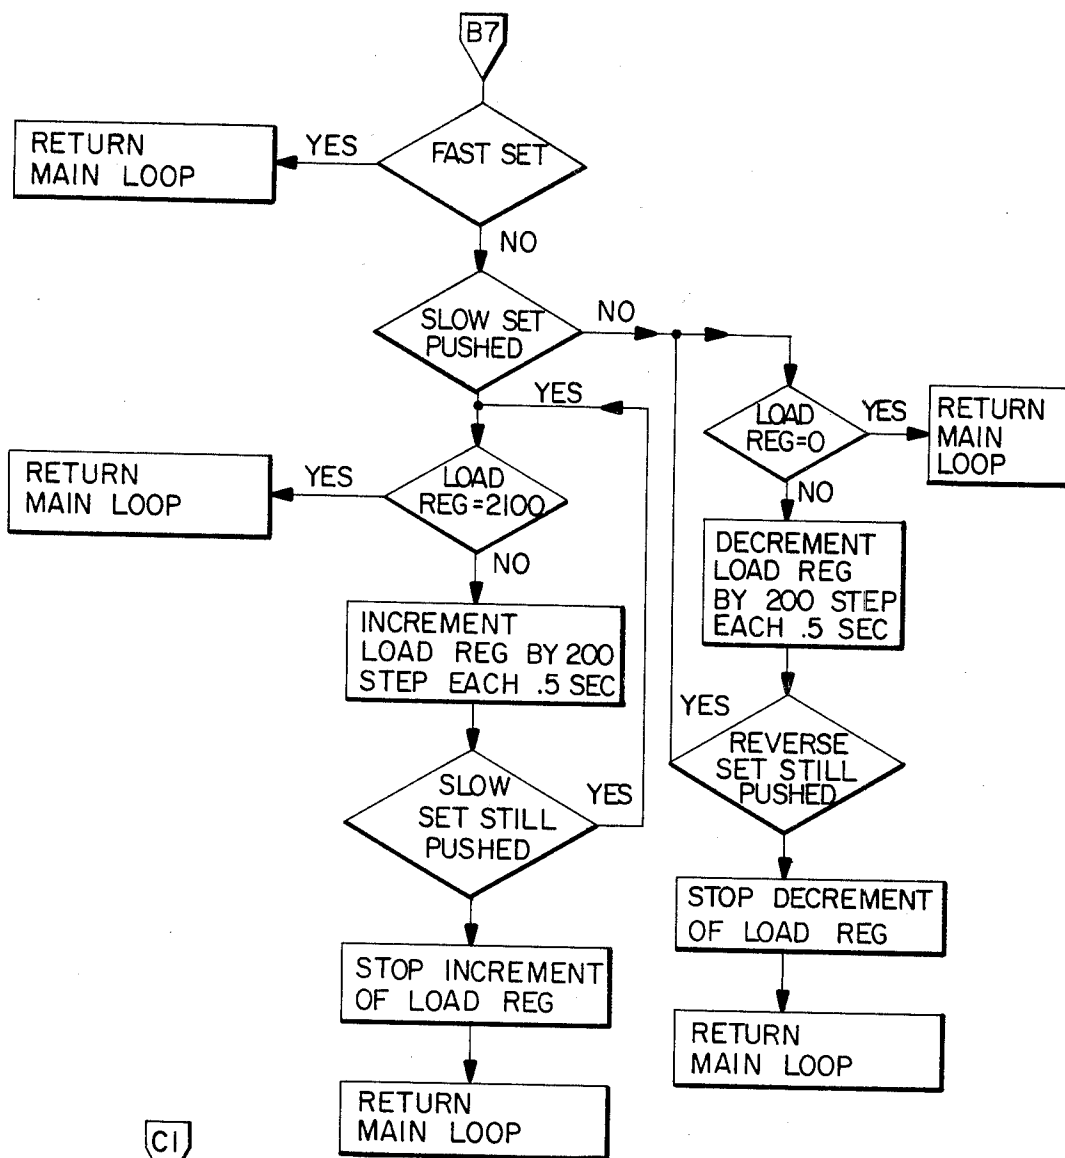 B7
FAST SET
YES
RETURN
MAIN LOOP
NO
SLOW SET
PUSHED
NO
YES
LOAD
REG=2100
YES
RETURN
MAIN LOOP
NO
INCREMENT
LOAD REG BY 200
STEP EACH .5 SEC
SLOW
SET STILL
PUSHED
YES
STOP INCREMENT
OF LOAD REG
RETURN
MAIN LOOP
LOAD
REG=0
YES
RETURN
MAIN
LOOP
NO
DECREMENT
LOAD REG
BY 200 STEP
EACH .5 SEC
YES
REVERSE
SET STILL
PUSHED
STOP DECREMENT
OF LOAD REG
RETURN
MAIN LOOP
C1